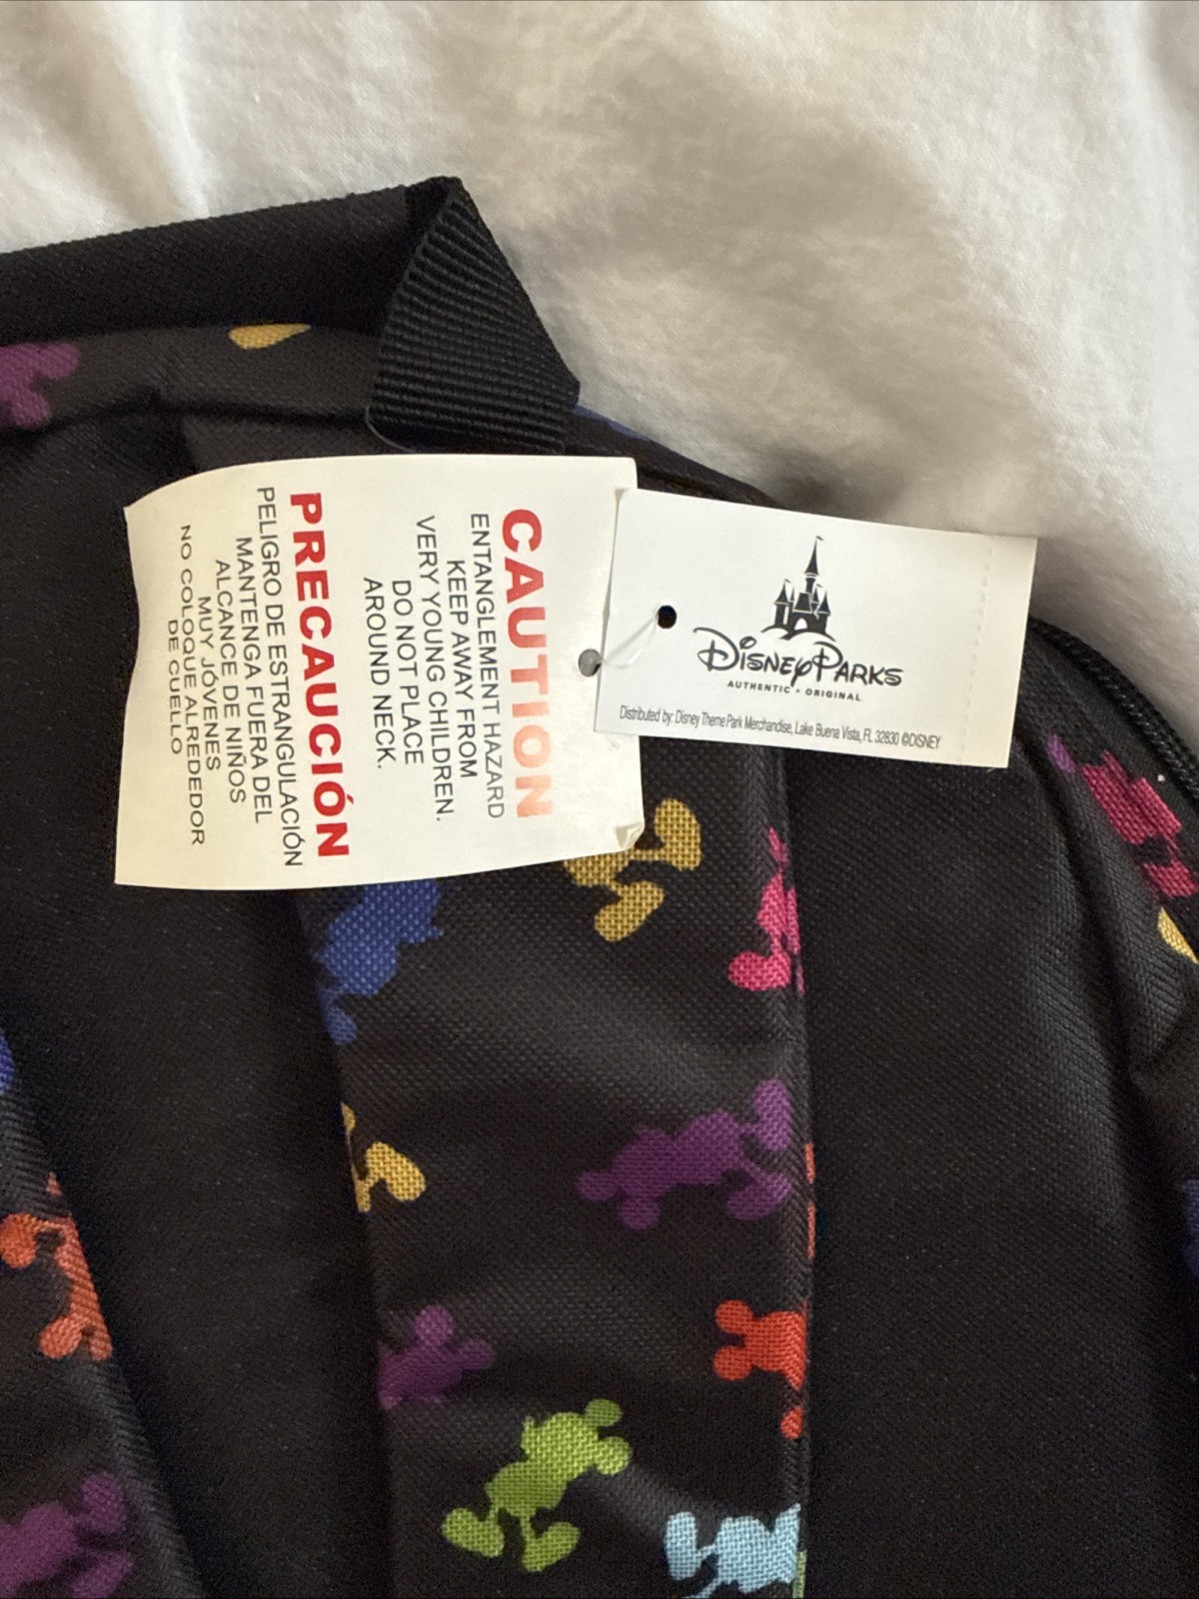 CAUTION
ENTANGLEMENT HAZARD
KEEP AWAY FROM
VERY YOUNG CHILDREN.
DO NOT PLACE
AROUND NECK.
PRECAUCIÓN
PELIGRO DE ESTRANGULACIÓN
MANTENGA FUERA DEL
ALCANCE DE NIÑOS
MUY JÓVENES
NO COLOQUE ALREDEDOR
DE CUELLO
DISNEY PARKS
AUTHENTIC • ORIGINAL
Distributed by: Disney Theme Park Merchandise, Lake Buena Vista, FL 32830 ©DISNEY